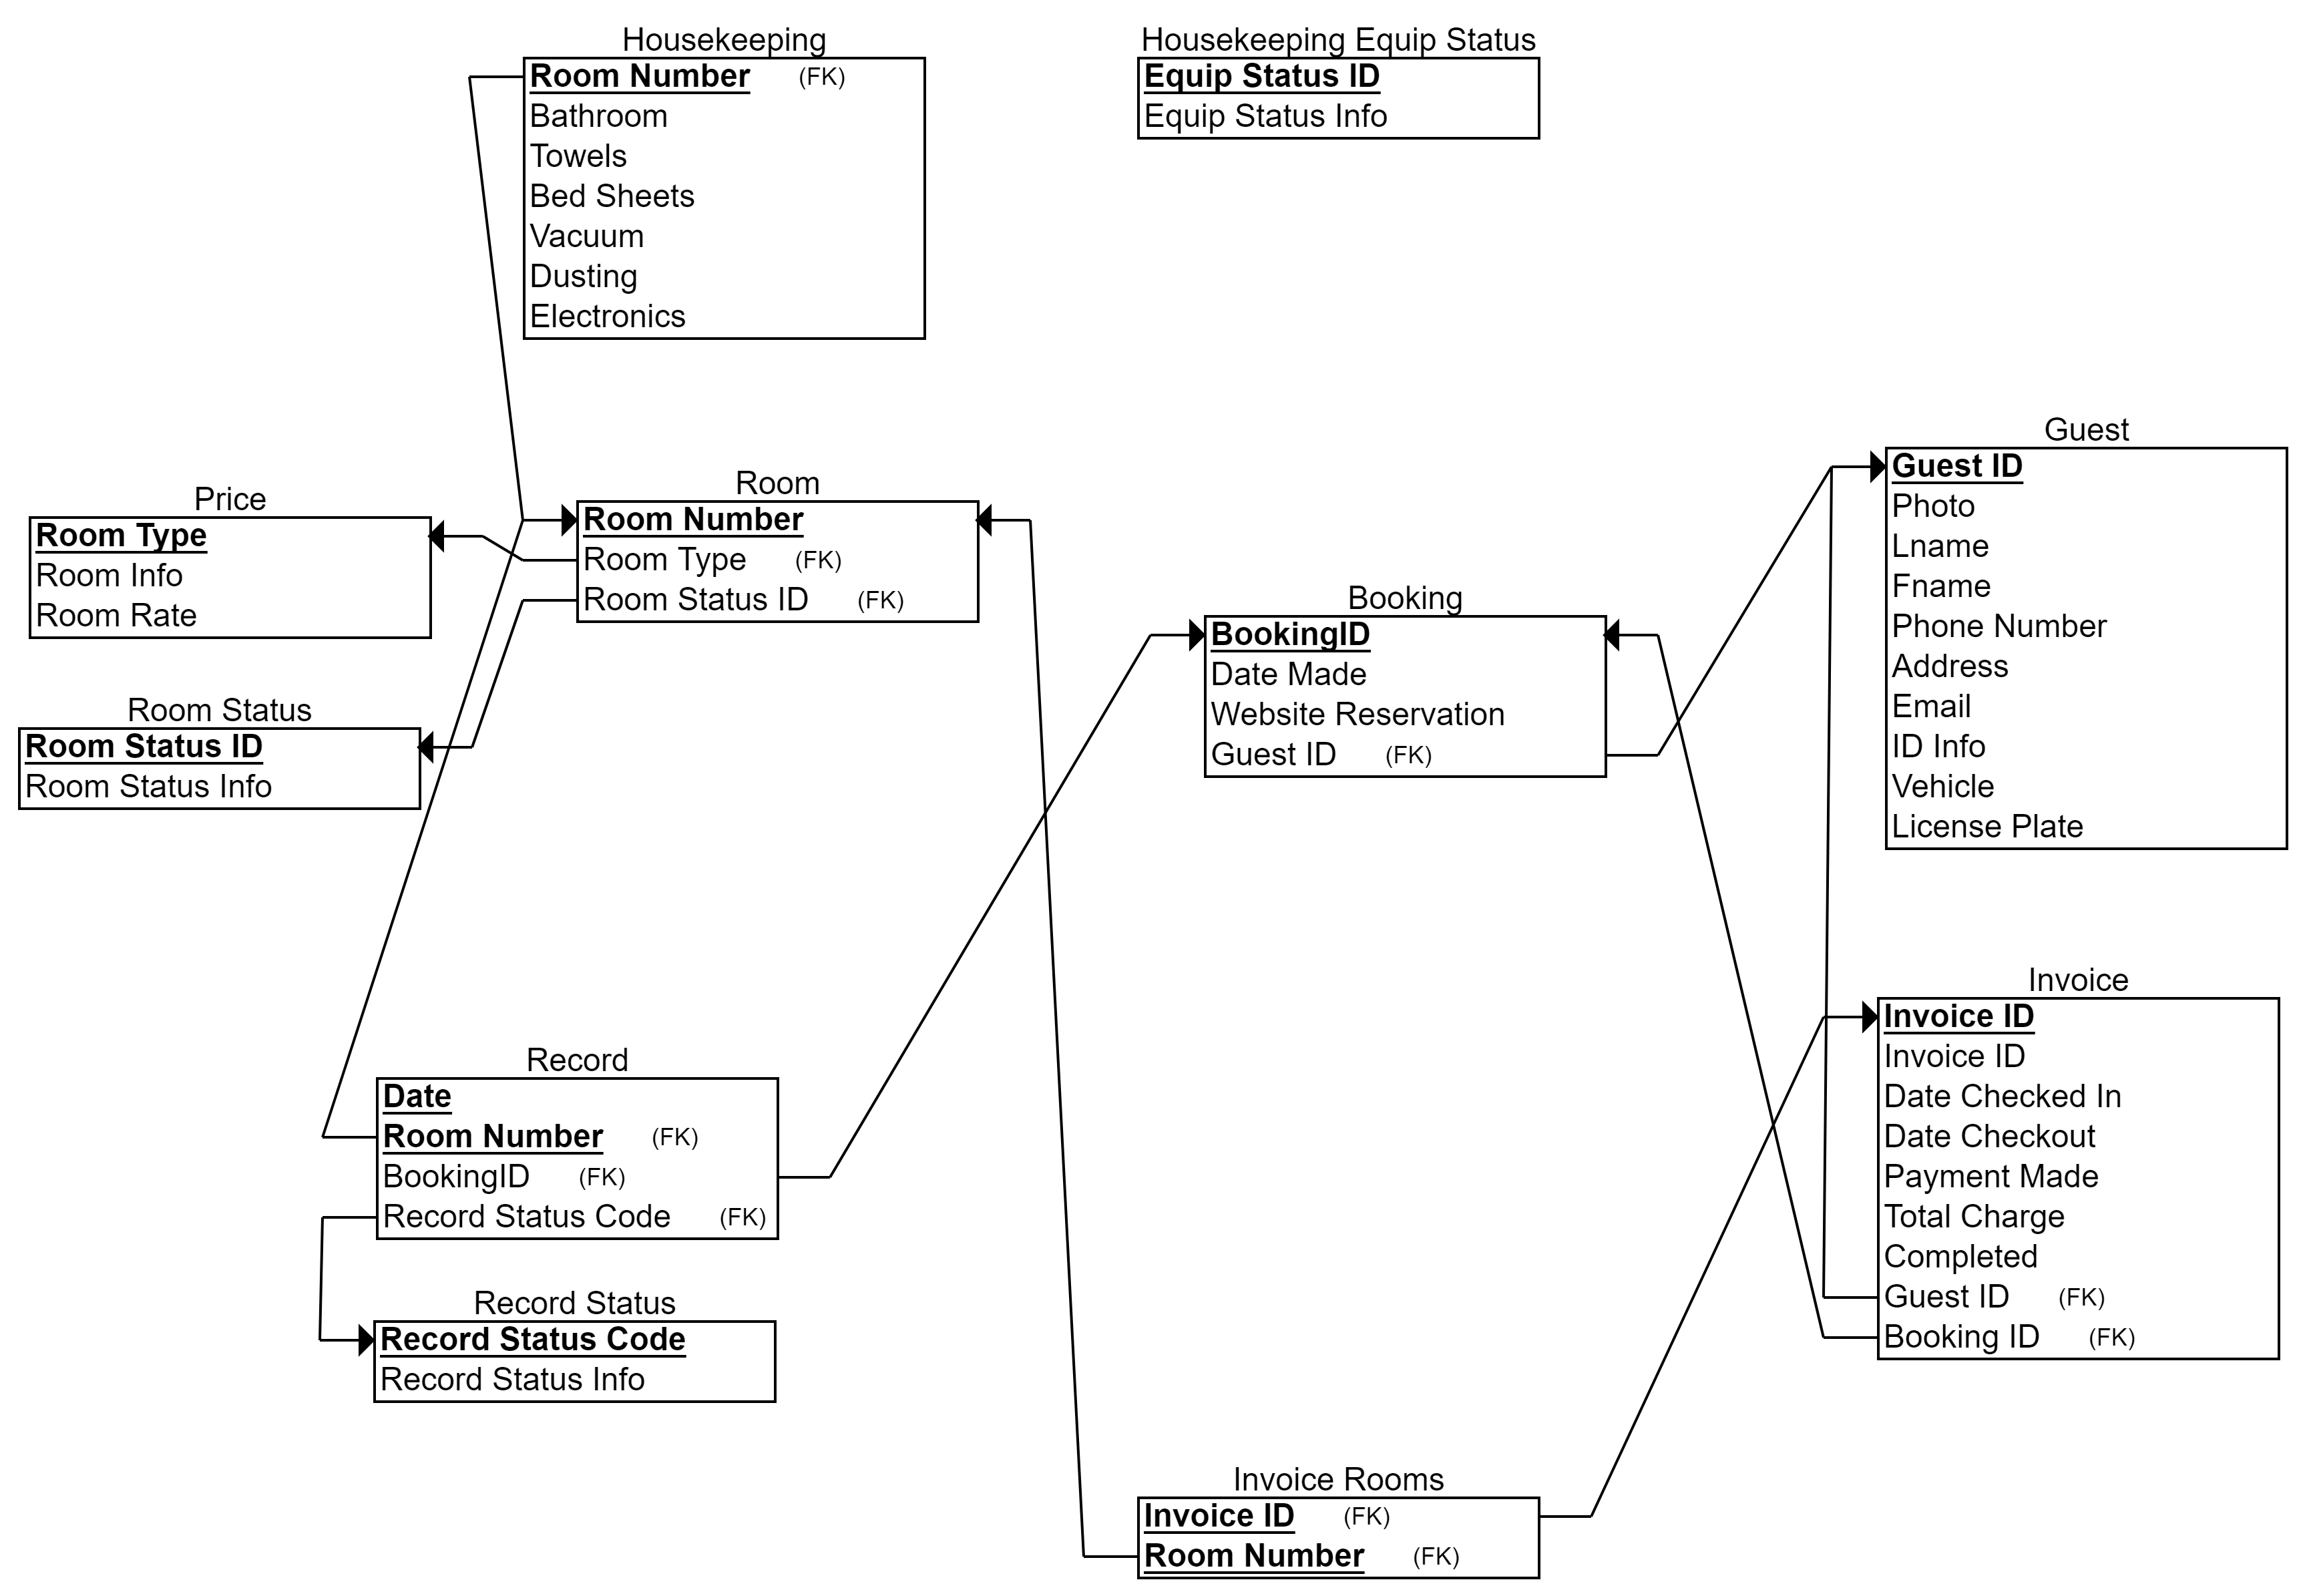 Housekeeping
Room Number (FK)
Bathroom
Towels
Bed Sheets
Vacuum
Dusting
Electronics
Housekeeping Equip Status
Equip Status ID
Equip Status Info
Price
Room Type
Room Info
Room Rate
Room
Room Number
Room Type (FK)
Room Status ID (FK)
Guest
Guest ID
Photo
Lname
Fname
Phone Number
Address
Email
ID Info
Vehicle
License Plate
Booking
BookingID
Date Made
Website Reservation
Guest ID (FK)
Room Status
Room Status ID
Room Status Info
Record
Date
Room Number (FK)
BookingID (FK)
Record Status Code (FK)
Invoice
Invoice ID
Invoice ID
Date Checked In
Date Checkout
Payment Made
Total Charge
Completed
Guest ID (FK)
Booking ID (FK)
Record Status
Record Status Code
Record Status Info
Invoice Rooms
Invoice ID (FK)
Room Number (FK)